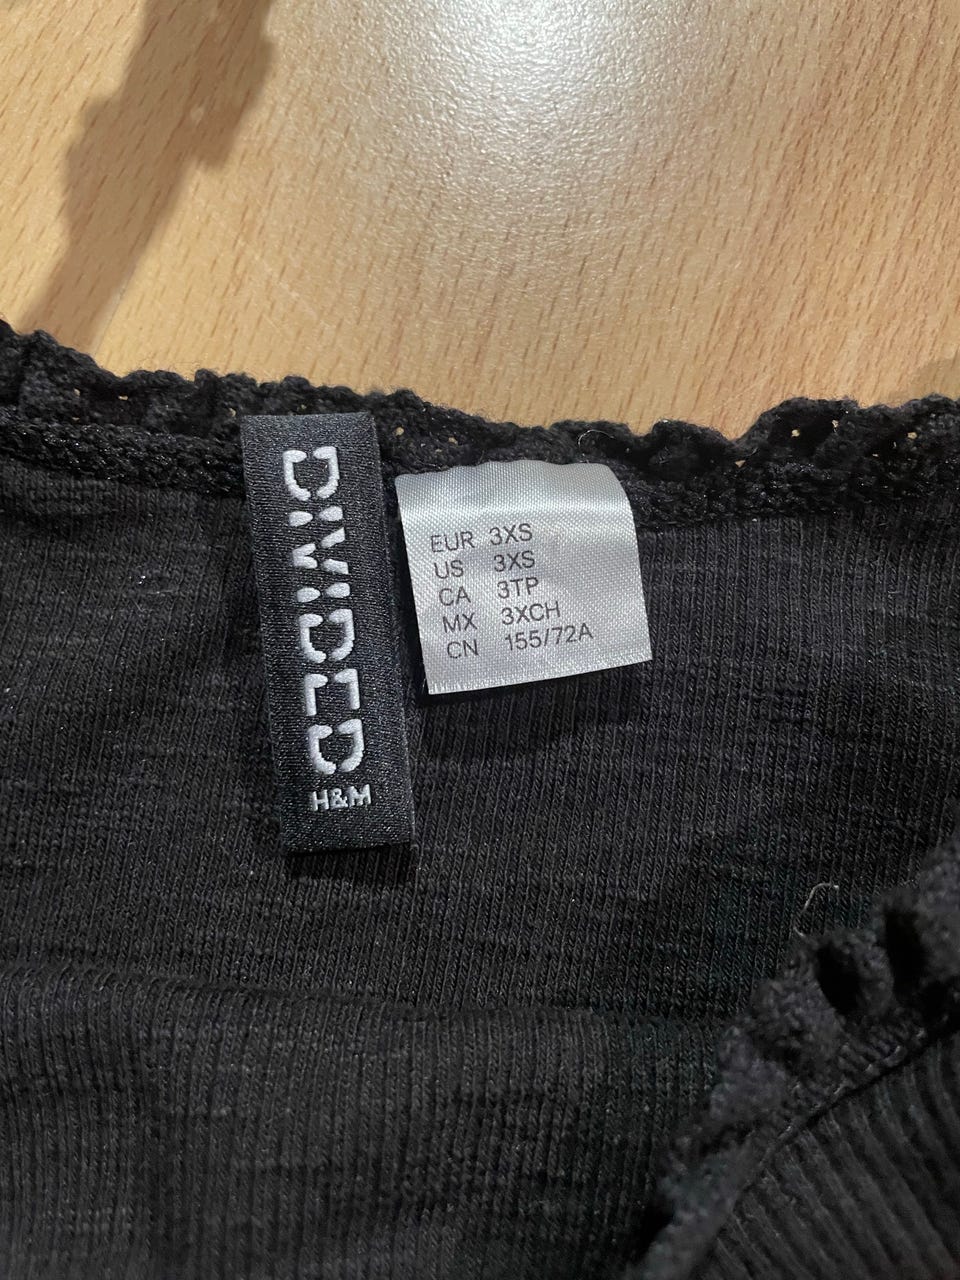 DIVIDED
H&M
EUR 3XS
US 3XS
CA 3TP
MX 3XCH
CN 155/72A